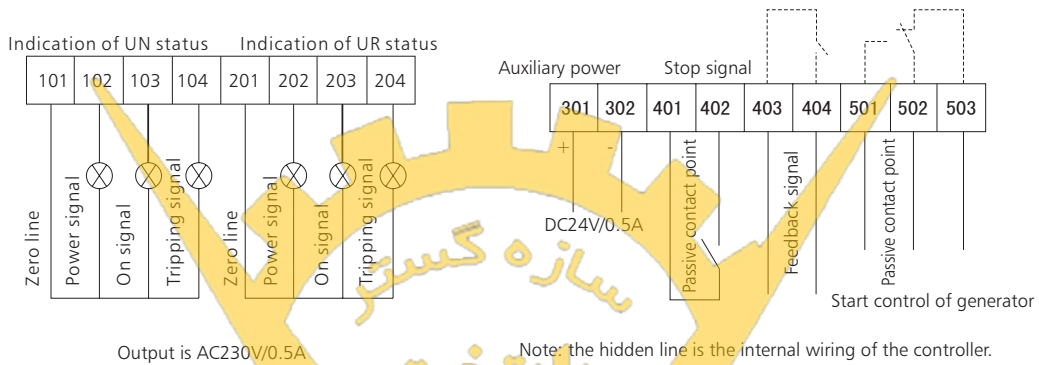 Indication of UN status
Indication of UR status
101 102 103 104 201 202 203 204
Zero line
Power signal
On signal
Tripping signal
Zero line
Power signal
On signal
Tripping signal
Output is AC230V/0.5A
Auxiliary power
Stop signal
301 302 401 402 403 404 501 502 503
+ -
DC24V/0.5A
Passive contact point
Feedback signal
Passive contact point
Start control of generator
Note: the hidden line is the internal wiring of the controller.
سازه گستر